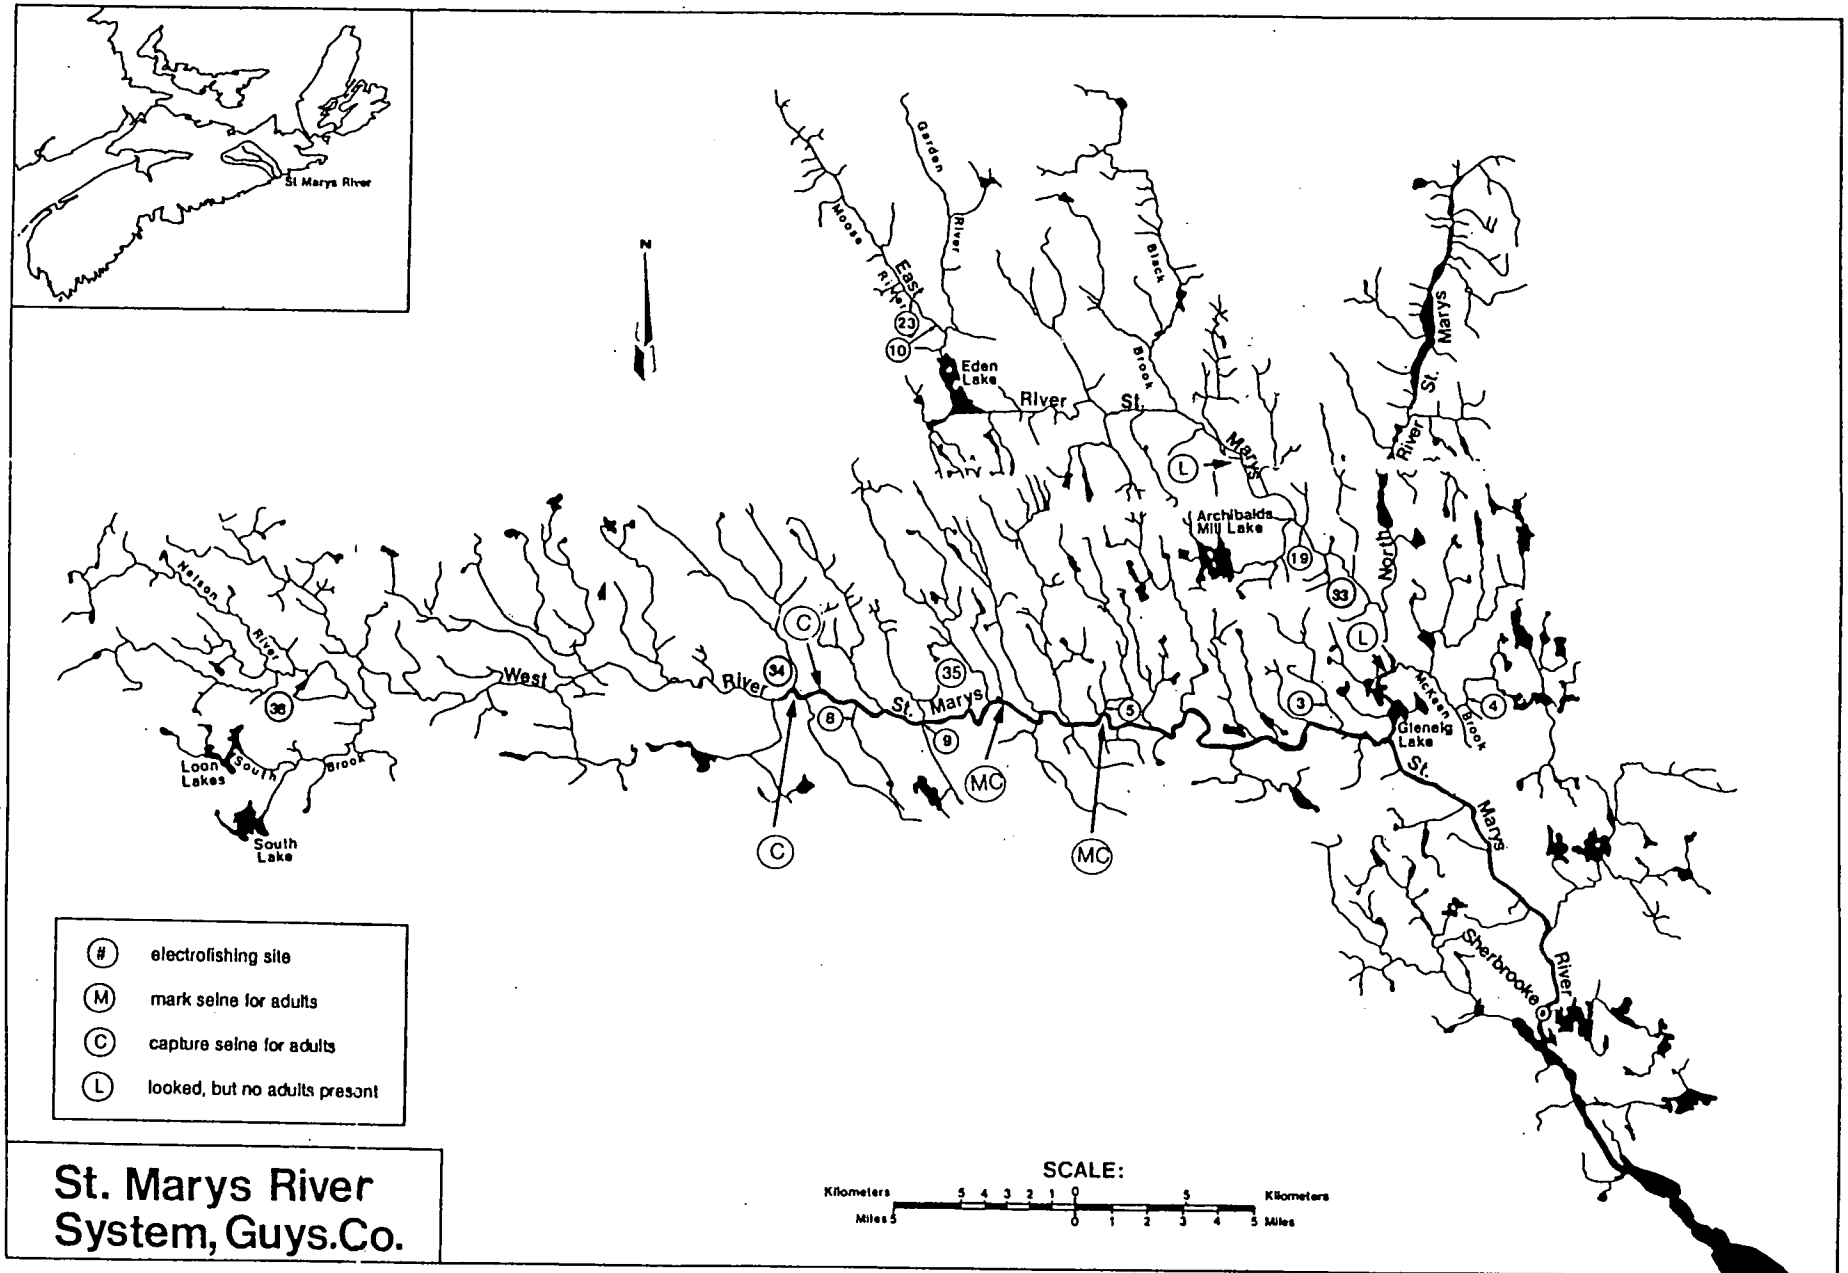 St Marys River
N
Garden
River
Moose
River
East
River
St.
Marys
Black
Brook
23
10
Eden
Lake
L
Archibalds
Mill Lake
19
33
L
North
River
St.
Marys
Nelson
River
36
West
River
St.
Marys
34
C
35
8
9
5
3
4
MC
C
MC
McKeen
Brook
Glenelg
Lake
Loon
Lakes
South
Brook
South
Lake
St.
Marys
River
Sherbrooke
# electrofishing site
M mark seine for adults
C capture seine for adults
L looked, but no adults present
St. Marys River
System, Guys.Co.
SCALE:
Kilometers 5 4 3 2 1 0 5 Kilometers
Miles 5 0 1 2 3 4 5 Miles